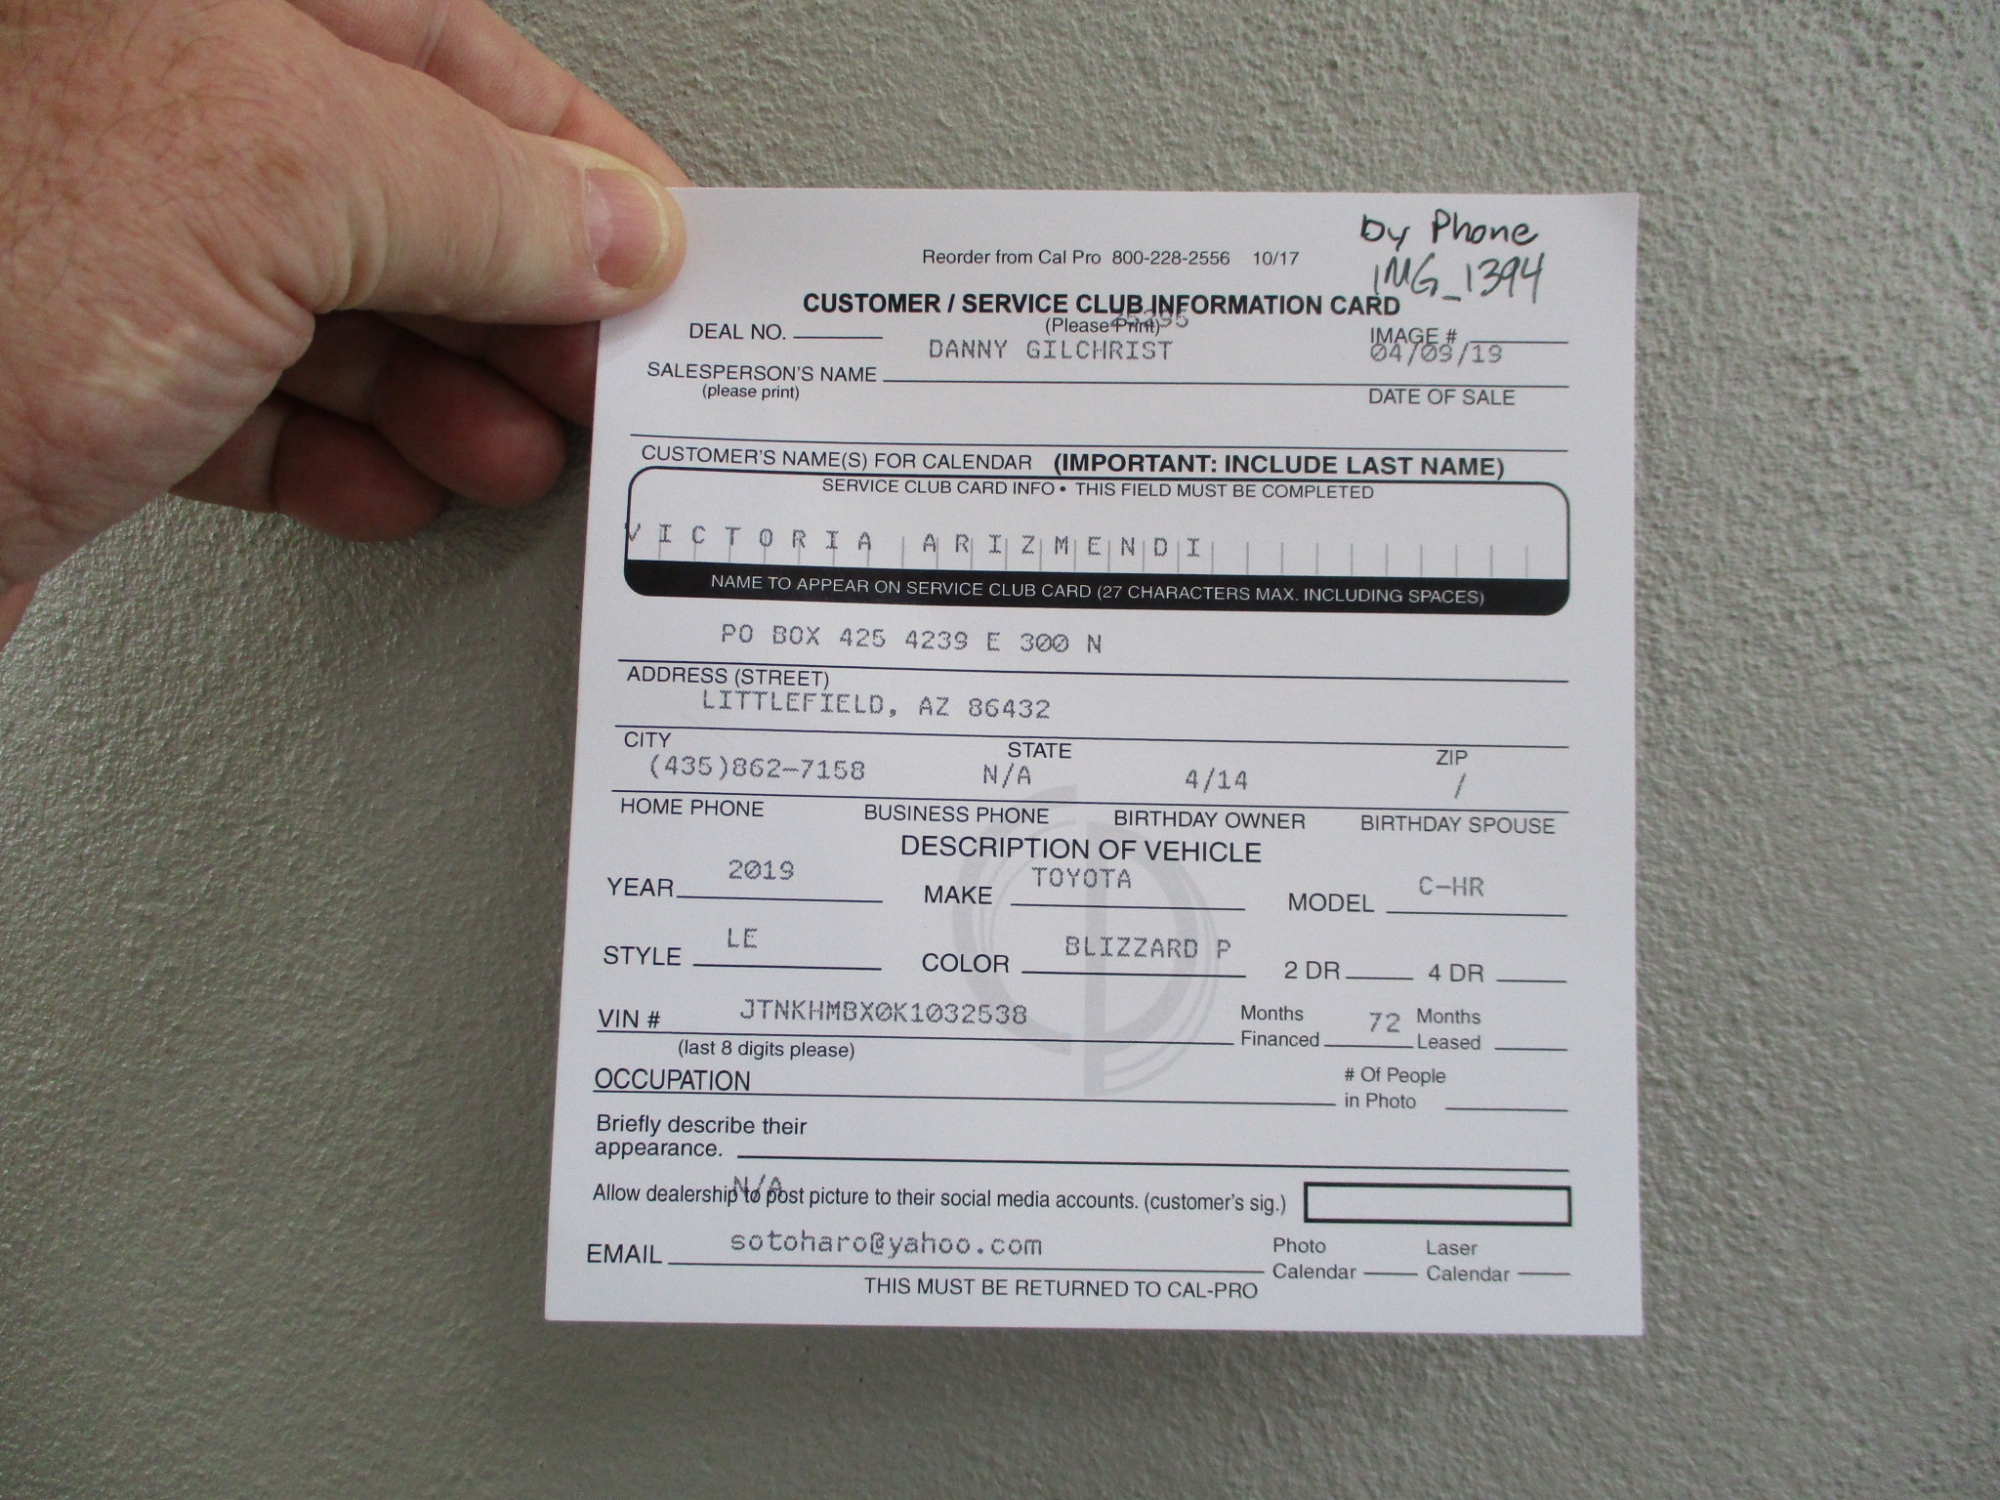 by Phone
IMG_1394
Reorder from Cal Pro 800-228-2556 10/17
CUSTOMER / SERVICE CLUB INFORMATION CARD
(Please Print)
DEAL NO. IMAGE #
DANNY GILCHRIST 04/09/19
SALESPERSON'S NAME
(please print) DATE OF SALE
CUSTOMER'S NAME(S) FOR CALENDAR (IMPORTANT: INCLUDE LAST NAME)
SERVICE CLUB CARD INFO • THIS FIELD MUST BE COMPLETED
VICTORIA ARIZMENDI
NAME TO APPEAR ON SERVICE CLUB CARD (27 CHARACTERS MAX. INCLUDING SPACES)
PO BOX 425 4239 E 300 N
ADDRESS (STREET)
LITTLEFIELD, AZ 86432
CITY STATE ZIP
(435)862-7158 N/A 4/14 /
HOME PHONE BUSINESS PHONE BIRTHDAY OWNER BIRTHDAY SPOUSE
DESCRIPTION OF VEHICLE
YEAR 2019 MAKE TOYOTA MODEL C-HR
STYLE LE COLOR BLIZZARD P 2 DR 4 DR
VIN # JTNKHMBX0K1032538 Months Financed 72 Months Leased
(last 8 digits please)
OCCUPATION # Of People in Photo
Briefly describe their
appearance.
N/A
Allow dealership to post picture to their social media accounts. (customer's sig.)
EMAIL sotoharo@yahoo.com Photo Calendar Laser Calendar
THIS MUST BE RETURNED TO CAL-PRO